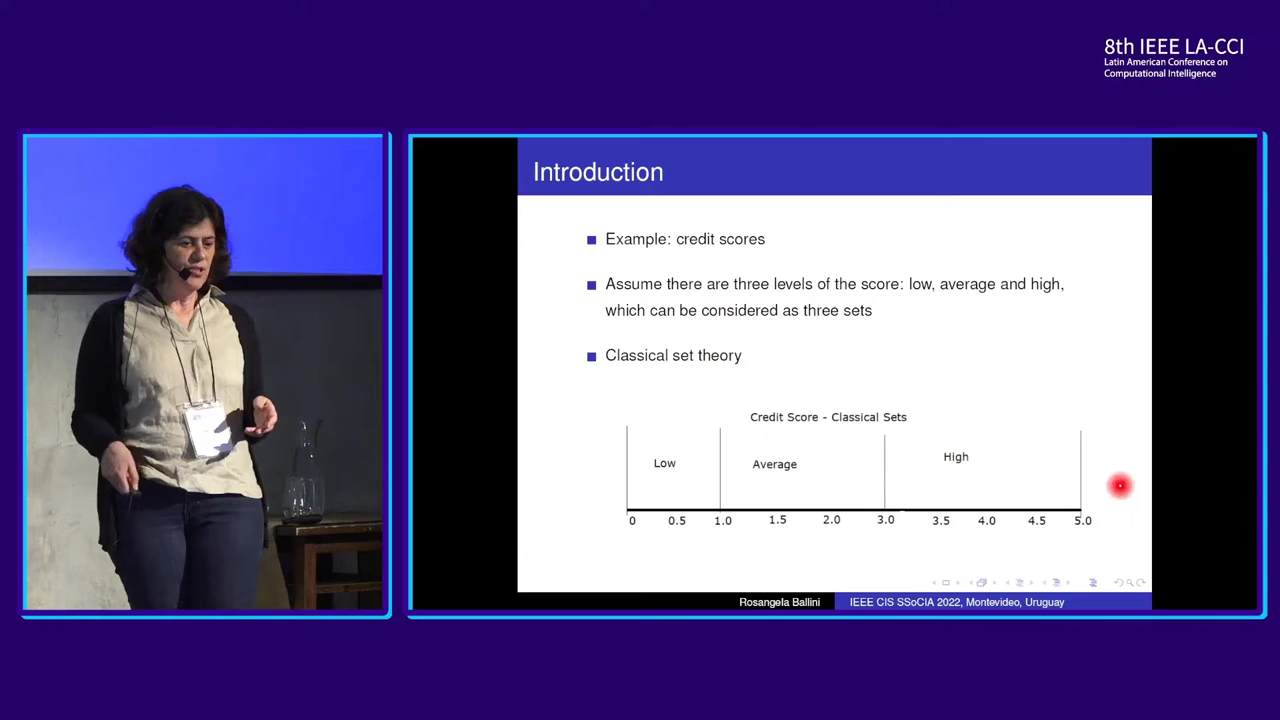 8th IEEE LA-CCI
Latin American Conference on
Computational Intelligence
Introduction
Example: credit scores
Assume there are three levels of the score: low, average and high,
which can be considered as three sets
Classical set theory
Credit Score - Classical Sets
Low
Average
High
0 0.5 1.0 1.5 2.0 3.0 3.5 4.0 4.5 5.0
Rosangela Ballini
IEEE CIS SSoCIA 2022, Montevideo, Uruguay